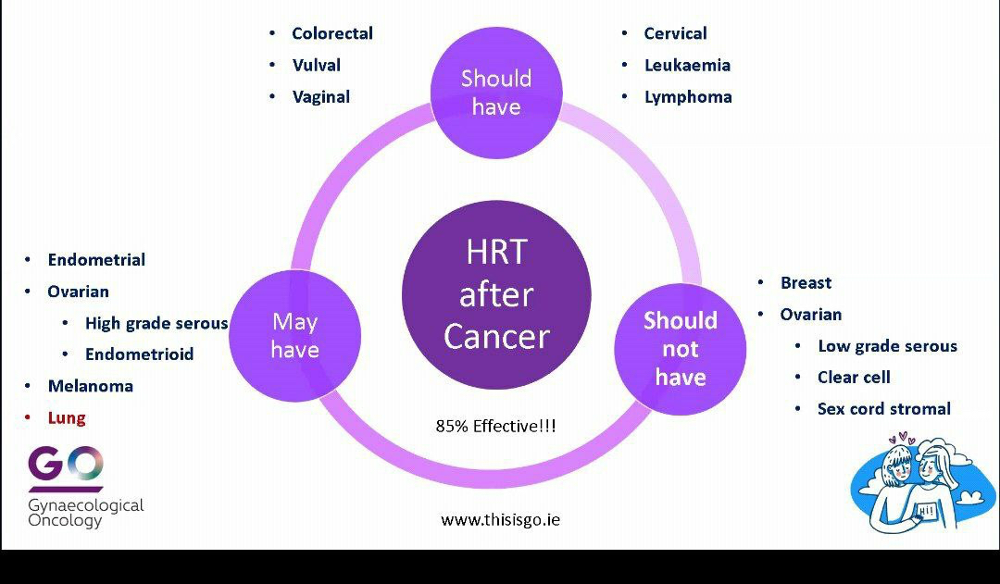 • Colorectal
• Vulval
• Vaginal
Should
have
• Cervical
• Leukaemia
• Lymphoma
HRT
after
Cancer
• Endometrial
• Ovarian
• High grade serous
• Endometrioid
• Melanoma
• Lung
May
have
Should
not
have
• Breast
• Ovarian
• Low grade serous
• Clear cell
• Sex cord stromal
85% Effective!!!
GO
Gynaecological
Oncology
www.thisisgo.ie
HI!